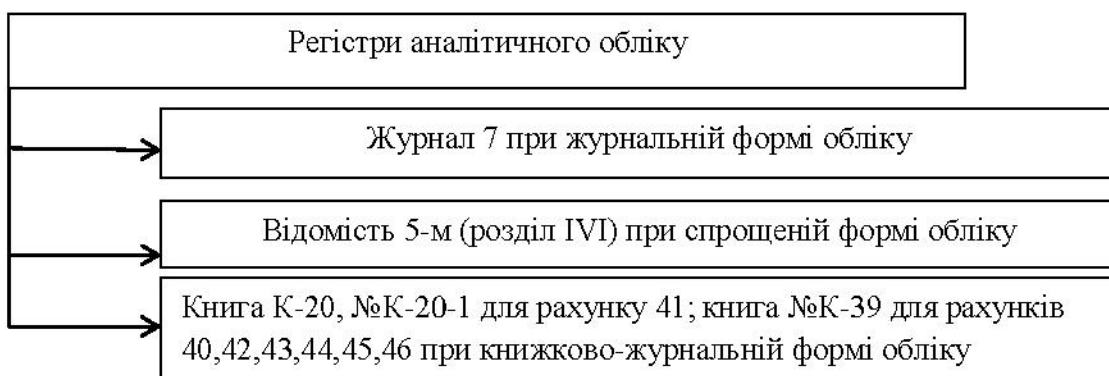 Регістри аналітичного обліку
Журнал 7 при журнальній формі обліку
Відомість 5-м (розділ IVI) при спрощеній формі обліку
Книга К-20, №К-20-1 для рахунку 41; книга №К-39 для рахунків
40,42,43,44,45,46 при книжково-журнальній формі обліку